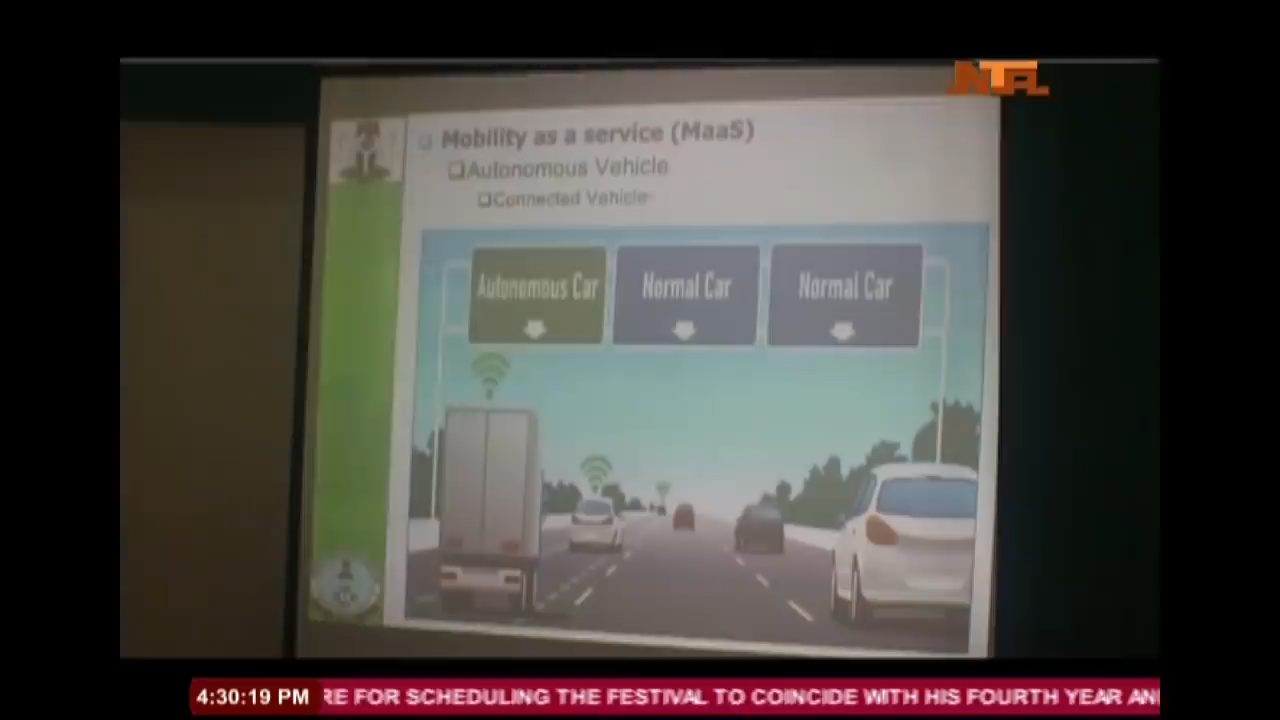 NTA
Mobility as a service (MaaS)
Autonomous Vehicle
Connected Vehicle
Autonomous Car
Normal Car
Normal Car
4:30:19 PM
RE FOR SCHEDULING THE FESTIVAL TO COINCIDE WITH HIS FOURTH YEAR AN